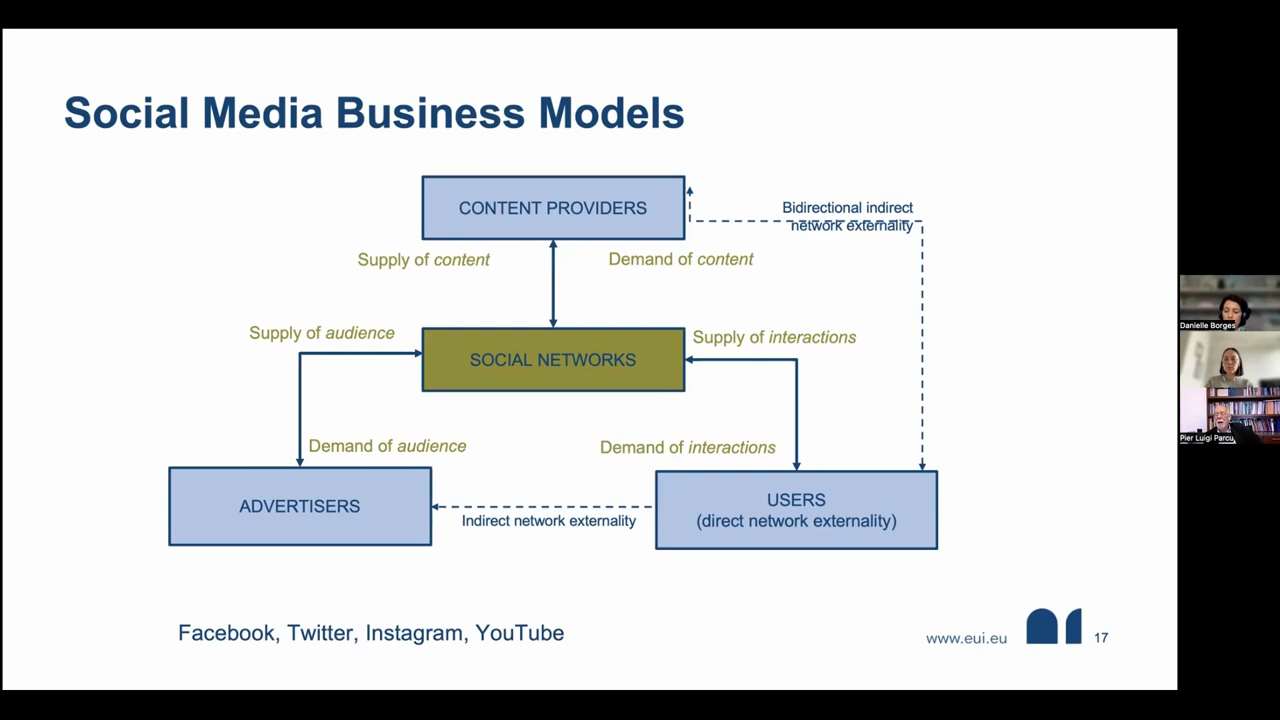 Social Media Business Models
CONTENT PROVIDERS
Bidirectional indirect
network externality
Supply of content
Demand of content
Supply of audience
SOCIAL NETWORKS
Supply of interactions
Demand of audience
Demand of interactions
ADVERTISERS
Indirect network externality
USERS
(direct network externality)
Facebook, Twitter, Instagram, YouTube
www.eui.eu
17
Danielle Borges
Pier Luigi Parcu